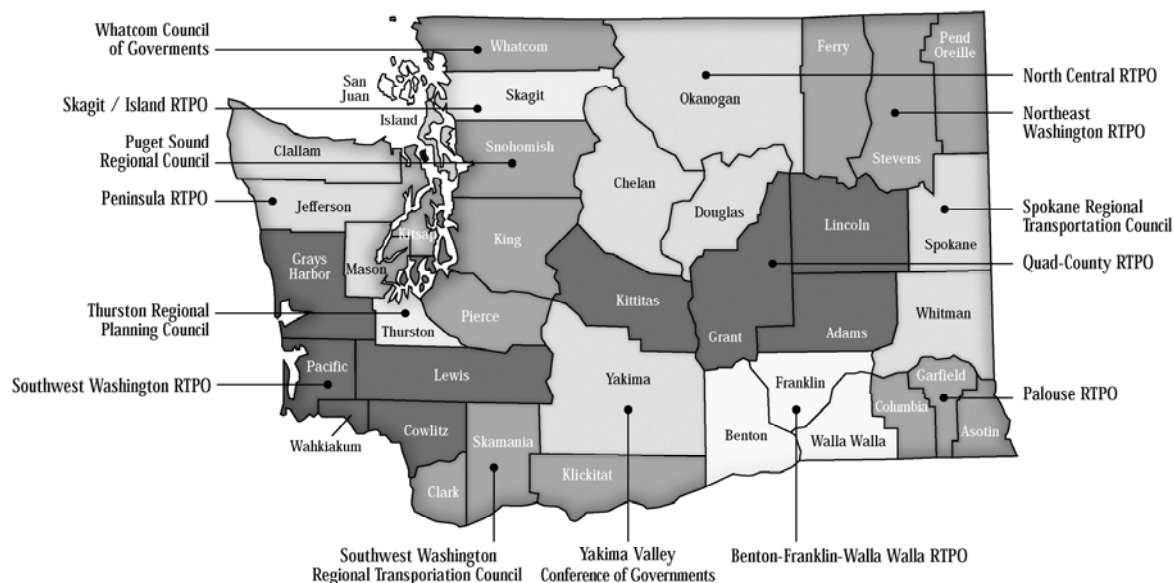 Whatcom Council
of Goverments
Whatcom
Ferry
Pend
Oreille
San
Juan
Skagit
Okanogan
North Central RTPO
Skagit / Island RTPO
Island
Northeast
Washington RTPO
Puget Sound
Regional Council
Snohomish
Stevens
Clallam
Chelan
Peninsula RTPO
Jefferson
Douglas
Lincoln
Spokane Regional
Transportation Council
Kitsap
King
Spokane
Grays
Harbor
Mason
Quad-County RTPO
Kittitas
Thurston Regional
Planning Council
Thurston
Pierce
Grant
Adams
Whitman
Pacific
Lewis
Yakima
Franklin
Garfield
Southwest Washington RTPO
Columbia
Palouse RTPO
Wahkiakum
Cowlitz
Skamania
Benton
Walla Walla
Asotin
Clark
Klickitat
Southwest Washington
Regional Transporiation Council
Yakima Valley
Conference of Governments
Benton-Franklin-Walla Walla RTPO